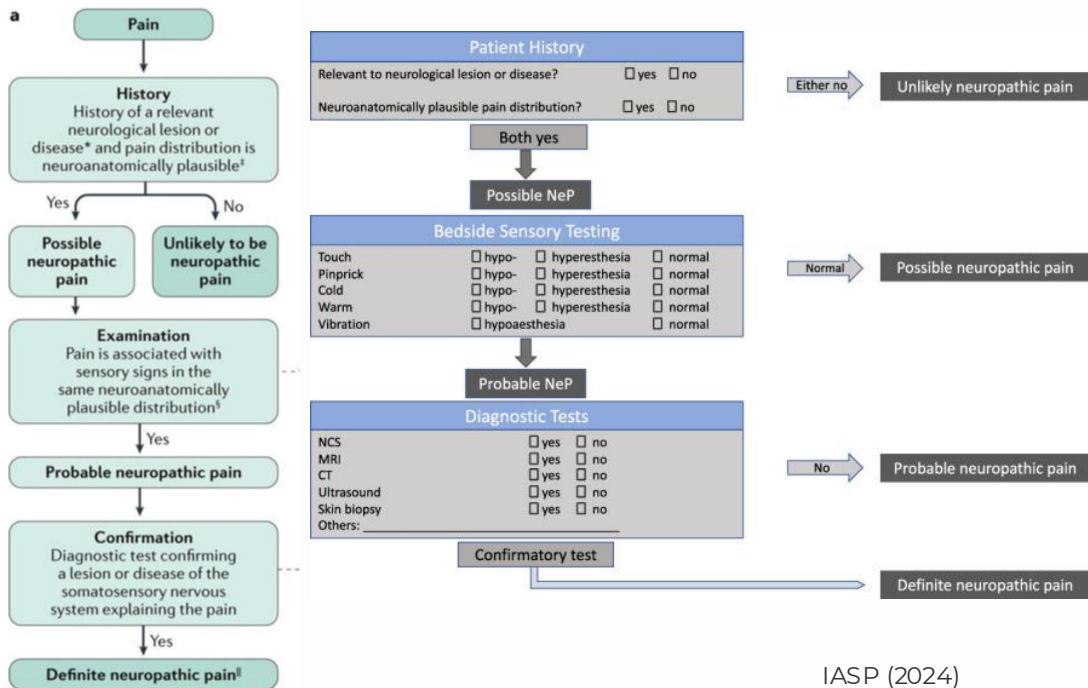 a
Pain
History
History of a relevant
neurological lesion or
disease* and pain distribution is
neuroanatomically plausible‡
Yes
No
Possible
neuropathic
pain
Unlikely to be
neuropathic
pain
Examination
Pain is associated with
sensory signs in the
same neuroanatomically
plausible distribution§
Yes
Probable neuropathic pain
Confirmation
Diagnostic test confirming
a lesion or disease of the
somatosensory nervous
system explaining the pain
Yes
Definite neuropathic pain||
Patient History
Relevant to neurological lesion or disease? ☐ yes ☐ no
Neuroanatomically plausible pain distribution? ☐ yes ☐ no
Either no
Unlikely neuropathic pain
Both yes
Possible NeP
Bedside Sensory Testing
Touch ☐ hypo- ☐ hyperesthesia ☐ normal
Pinprick ☐ hypo- ☐ hyperesthesia ☐ normal
Cold ☐ hypo- ☐ hyperesthesia ☐ normal
Warm ☐ hypo- ☐ hyperesthesia ☐ normal
Vibration ☐ hypoaesthesia ☐ normal
Normal
Possible neuropathic pain
Probable NeP
Diagnostic Tests
NCS ☐ yes ☐ no
MRI ☐ yes ☐ no
CT ☐ yes ☐ no
Ultrasound ☐ yes ☐ no
Skin biopsy ☐ yes ☐ no
Others:
No
Probable neuropathic pain
Confirmatory test
Definite neuropathic pain
IASP (2024)